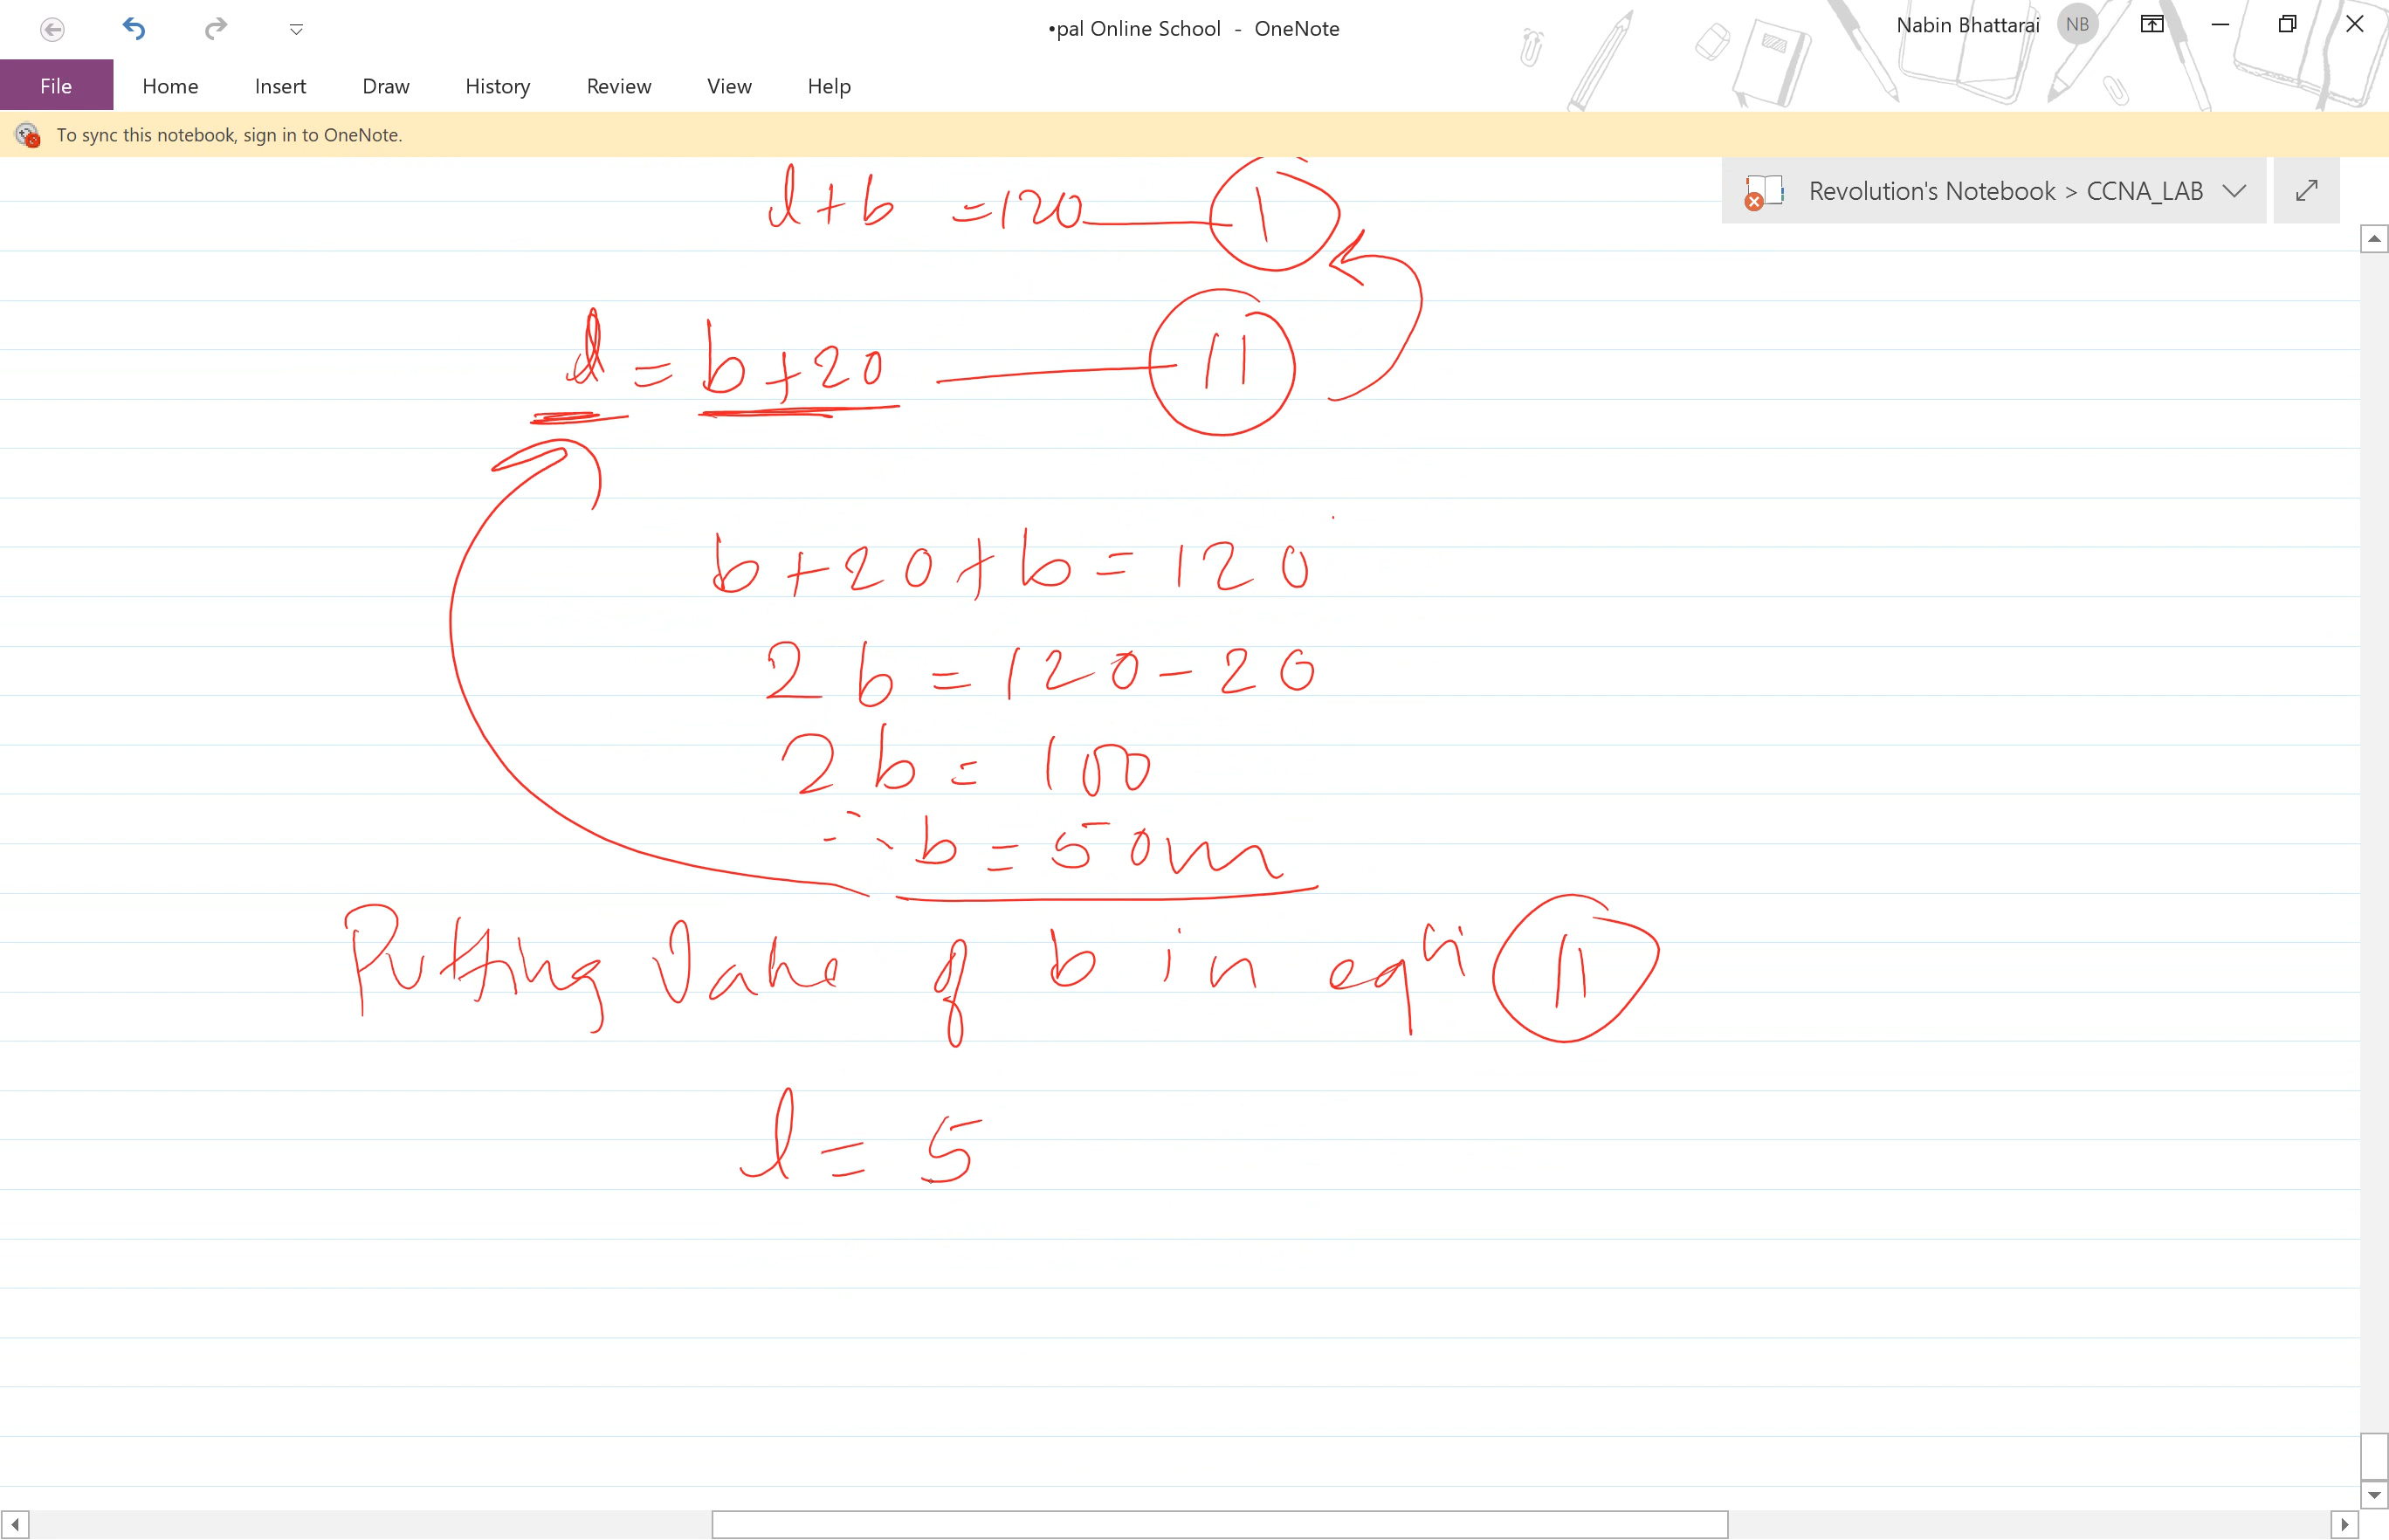 •pal Online School - OneNote
Nabin Bhattarai NB
File Home Insert Draw History Review View Help
To sync this notebook, sign in to OneNote.
Revolution's Notebook > CCNA_LAB
l+b =120 I
l = b+20 II
b+20+b=120
2b=120-20
2b=100
∴b=50m
Putting Value of b in eqn II
l= 5